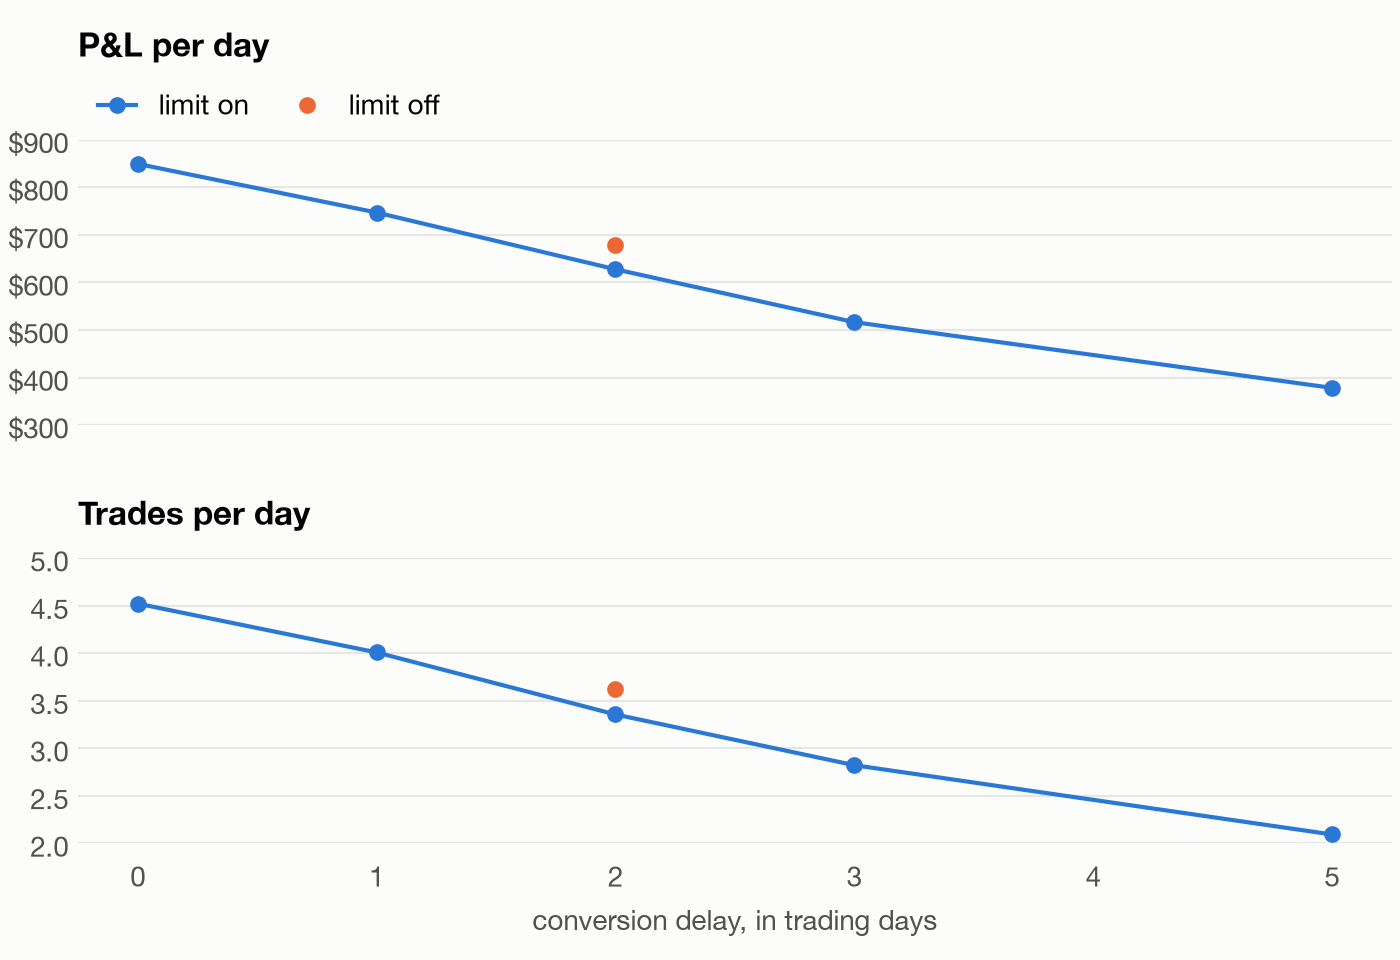 P&L per day
limit on limit off
$900
$800
$700
$600
$500
$400
$300
Trades per day
5.0
4.5
4.0
3.5
3.0
2.5
2.0
0 1 2 3 4 5
conversion delay, in trading days